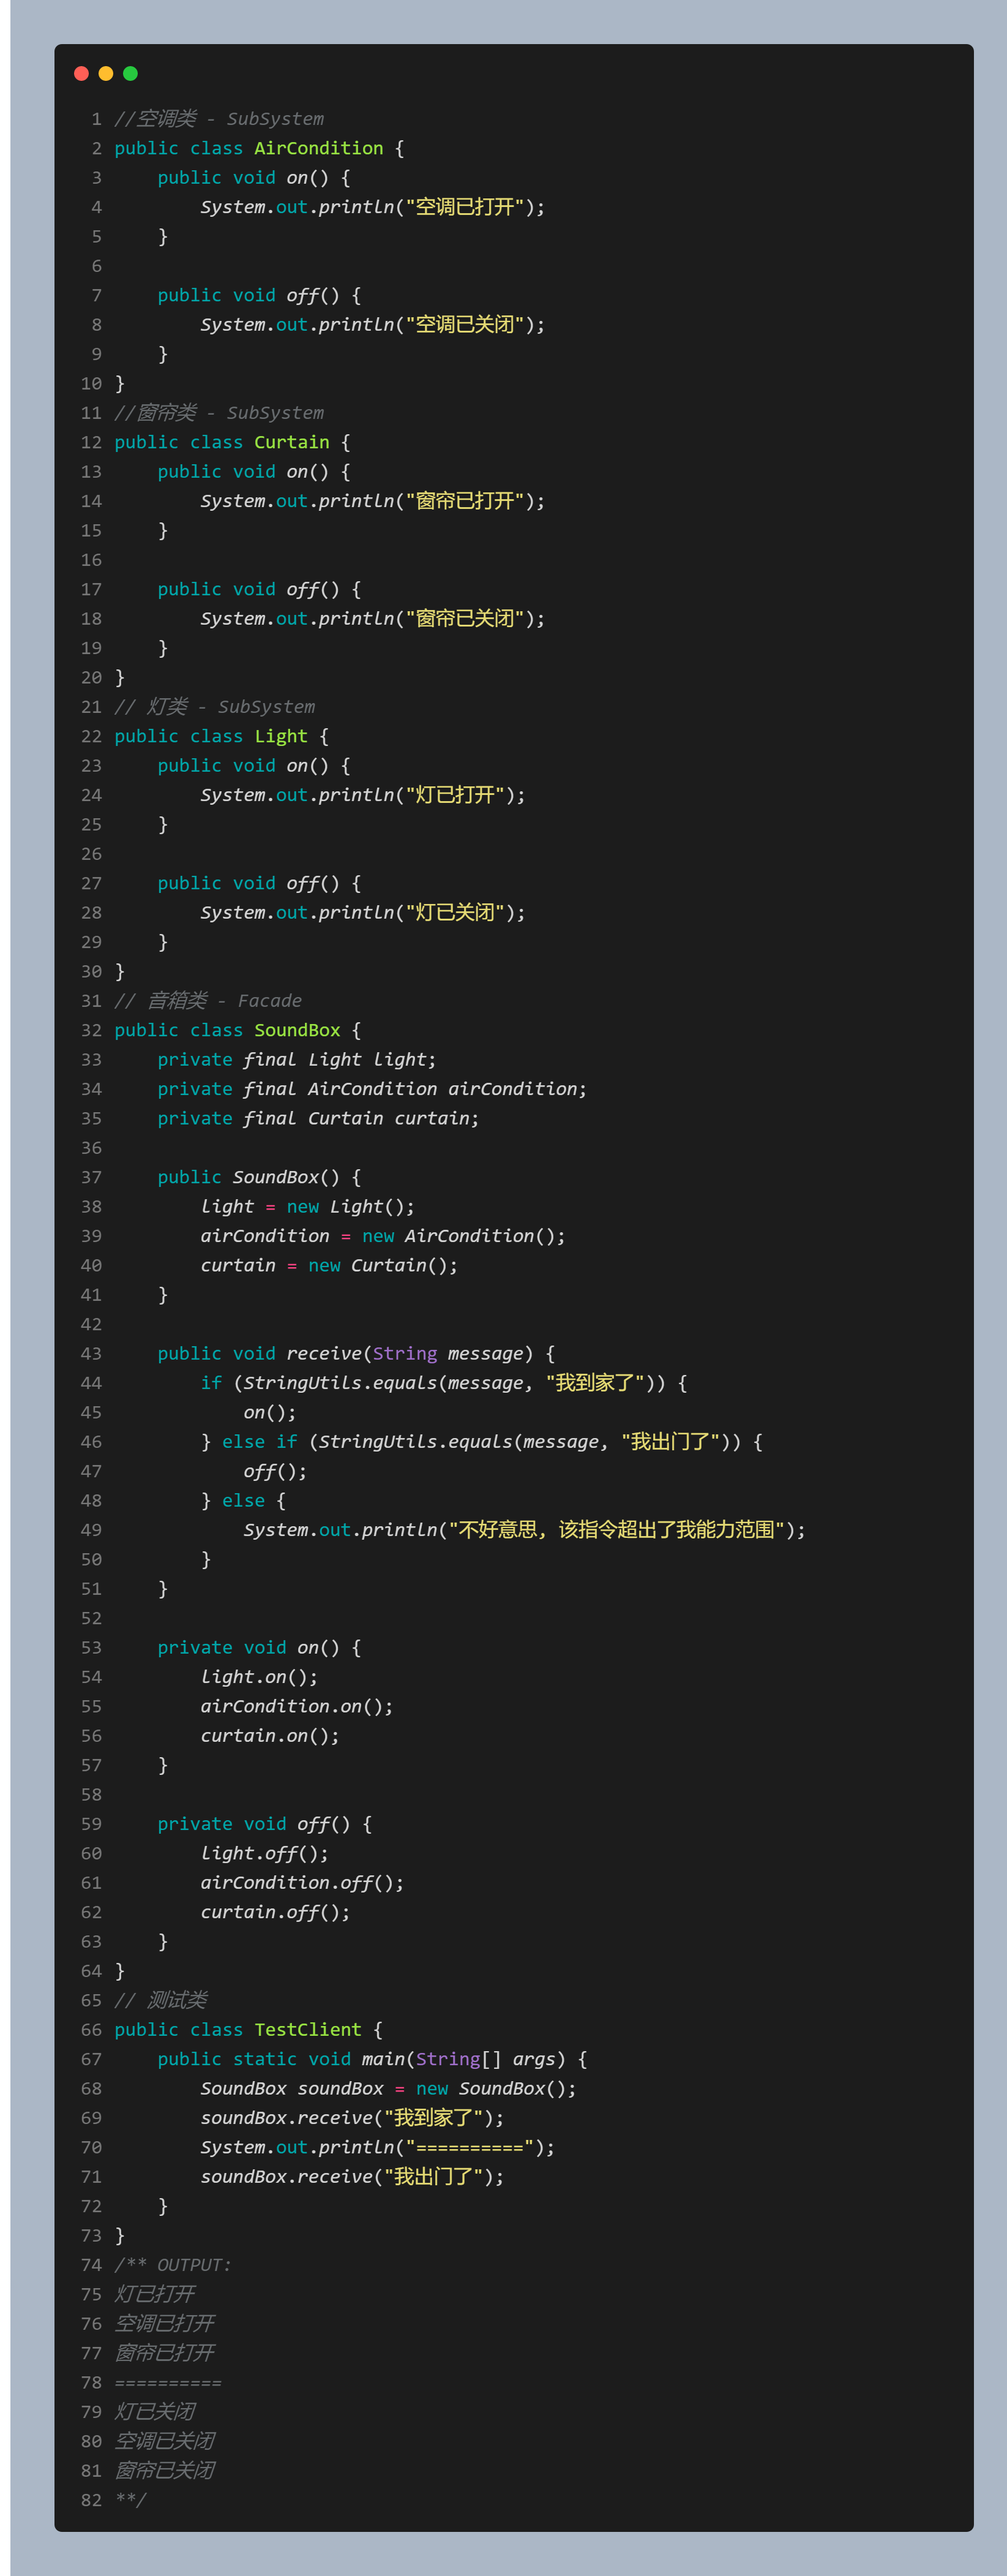 1 //空调类 - SubSystem
2 public class AirCondition {
3     public void on() {
4         System.out.println("空调已打开");
5     }
6
7     public void off() {
8         System.out.println("空调已关闭");
9     }
10 }
11 //窗帘类 - SubSystem
12 public class Curtain {
13     public void on() {
14         System.out.println("窗帘已打开");
15     }
16
17     public void off() {
18         System.out.println("窗帘已关闭");
19     }
20 }
21 // 灯类 - SubSystem
22 public class Light {
23     public void on() {
24         System.out.println("灯已打开");
25     }
26
27     public void off() {
28         System.out.println("灯已关闭");
29     }
30 }
31 // 音箱类 - Facade
32 public class SoundBox {
33     private final Light light;
34     private final AirCondition airCondition;
35     private final Curtain curtain;
36
37     public SoundBox() {
38         light = new Light();
39         airCondition = new AirCondition();
40         curtain = new Curtain();
41     }
42
43     public void receive(String message) {
44         if (StringUtils.equals(message, "我到家了")) {
45             on();
46         } else if (StringUtils.equals(message, "我出门了")) {
47             off();
48         } else {
49             System.out.println("不好意思, 该指令超出了我能力范围");
50         }
51     }
52
53     private void on() {
54         light.on();
55         airCondition.on();
56         curtain.on();
57     }
58
59     private void off() {
60         light.off();
61         airCondition.off();
62         curtain.off();
63     }
64 }
65 // 测试类
66 public class TestClient {
67     public static void main(String[] args) {
68         SoundBox soundBox = new SoundBox();
69         soundBox.receive("我到家了");
70         System.out.println("==========");
71         soundBox.receive("我出门了");
72     }
73 }
74 /** OUTPUT:
75 灯已打开
76 空调已打开
77 窗帘已打开
78 ==========
79 灯已关闭
80 空调已关闭
81 窗帘已关闭
82 **/